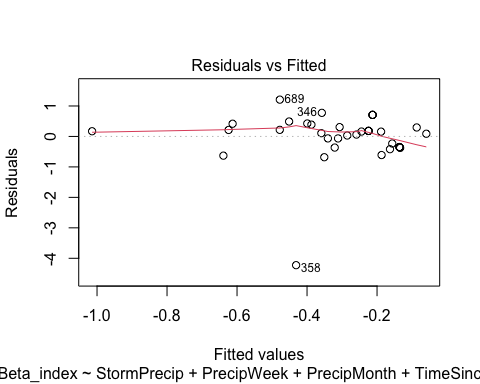 Residuals vs Fitted
689
346
358
1
0
-1
-2
-3
-4
Residuals
-1.0 -0.8 -0.6 -0.4 -0.2
Fitted values
Beta_index ~ StormPrecip + PrecipWeek + PrecipMonth + TimeSinc